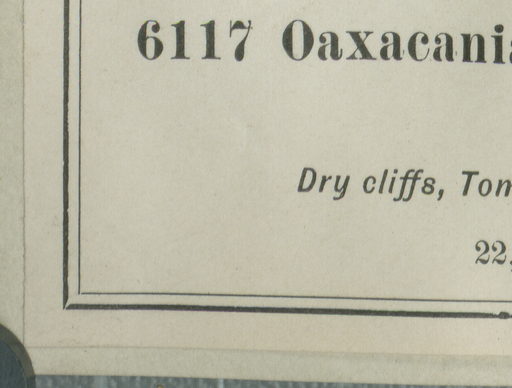 6117 Oaxacania
Dry cliffs, Tom
22,